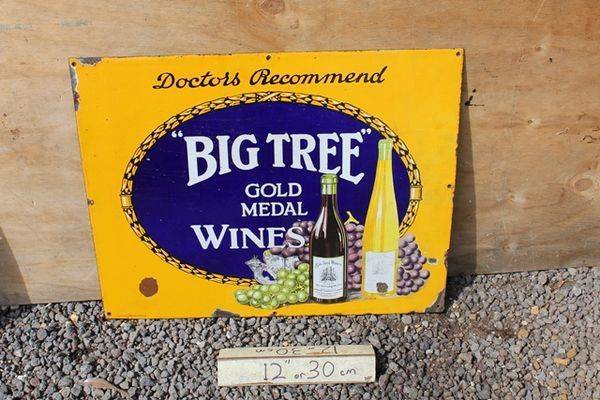 Doctors Recommend
"BIG TREE"
GOLD
MEDAL
WINES
12" or 30 cm